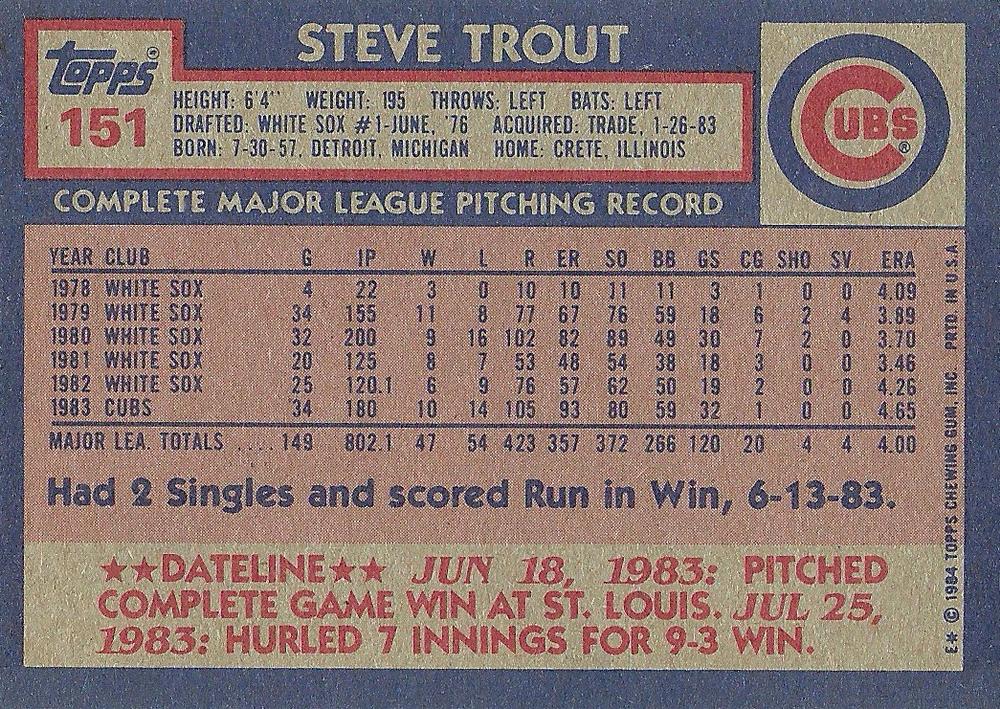 STEVE TROUT
TOPPS®
151
HEIGHT: 6'4" WEIGHT: 195 THROWS: LEFT BATS: LEFT
DRAFTED: WHITE SOX #1-JUNE, '76 ACQUIRED: TRADE, 1-26-83
BORN: 7-30-57, DETROIT, MICHIGAN HOME: CRETE, ILLINOIS
CUBS®
COMPLETE MAJOR LEAGUE PITCHING RECORD
YEAR CLUB G IP W L R ER SO BB GS CG SHO SV ERA
1978 WHITE SOX 4 22 3 0 10 10 11 11 3 1 0 0 4.09
1979 WHITE SOX 34 155 11 8 77 67 76 59 18 6 2 4 3.89
1980 WHITE SOX 32 200 9 16 102 82 89 49 30 7 2 0 3.70
1981 WHITE SOX 20 125 8 7 53 48 54 38 18 3 0 0 3.46
1982 WHITE SOX 25 120.1 6 9 76 57 62 50 19 2 0 0 4.26
1983 CUBS 34 180 10 14 105 93 80 59 32 1 0 0 4.65
MAJOR LEA. TOTALS .... 149 802.1 47 54 423 357 372 266 120 20 4 4 4.00
Had 2 Singles and scored Run in Win, 6-13-83.
★★DATELINE★★ JUN 18, 1983: PITCHED
COMPLETE GAME WIN AT ST. LOUIS. JUL 25,
1983: HURLED 7 INNINGS FOR 9-3 WIN.
E* © 1984 TOPPS CHEWING GUM, INC PRTD IN U.S.A.